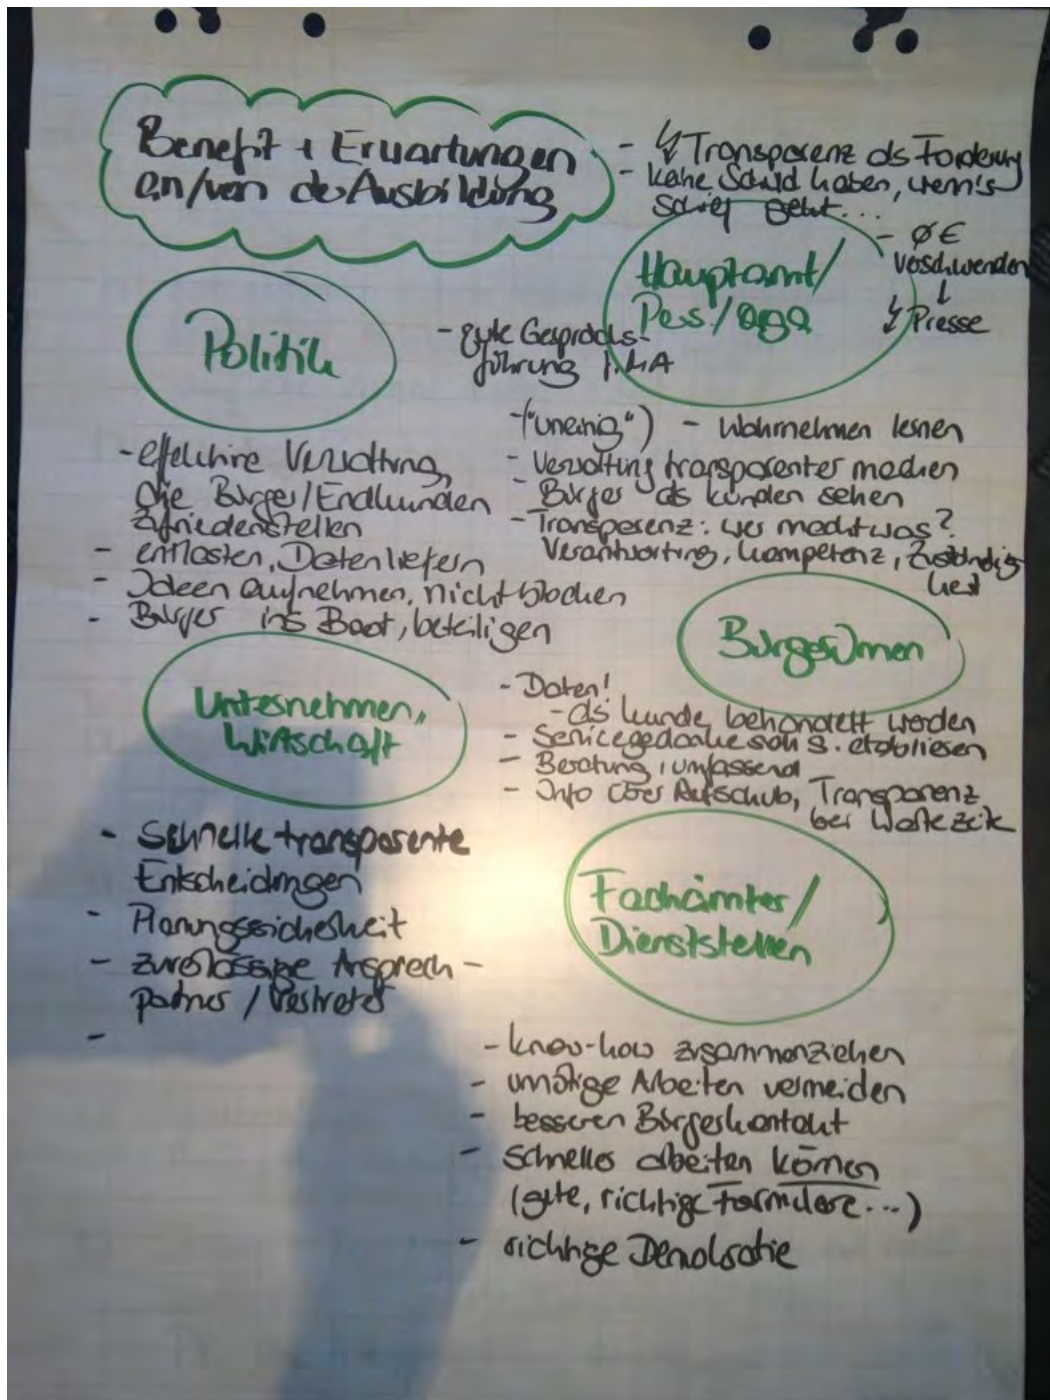 Benefit + Erwartungen
an/von der Ausbildung
- ↯ Transparenz als Forderung
- keine Schuld haben, wenn's
schief geht...
- Ø €
verschwenden
↓
↯ Presse
Hauptamt/
Pers/Orga
Politik
- gute Gesprächs-
führung
- ("uneinig") - Wahrnehmen lernen
- Verwaltung transparenter machen
- Bürger als Kunden sehen
- Transparenz: wer macht was?
Verantwortung, Kompetenz, Zuständig
keit
- effektive Verwaltung,
die Bürger/Endkunden
zufriedenstellen
- entlasten, Daten liefern
- Ideen aufnehmen, nicht blocken
- Bürger ins Boot, beteiligen
BürgerInnen
- Daten!
- als Kunde behandelt werden
- Servicegedanke soll s. etablieren
- Beratung, umfassend
- Info über Aufschub, Transparenz
bei Wartezeit
Unternehmen,
Wirtschaft
- schnelle transparente
Entscheidungen
- Planungssicherheit
- zuverlässige Ansprech-
partner / Vertreter
-
Fachämter/
Dienststellen
- know-how zusammenziehen
- unnötige Arbeiten vermeiden
- besseren Bürgerkontakt
- schneller arbeiten können
(gute, richtige Formulare...)
- richtige Demokratie